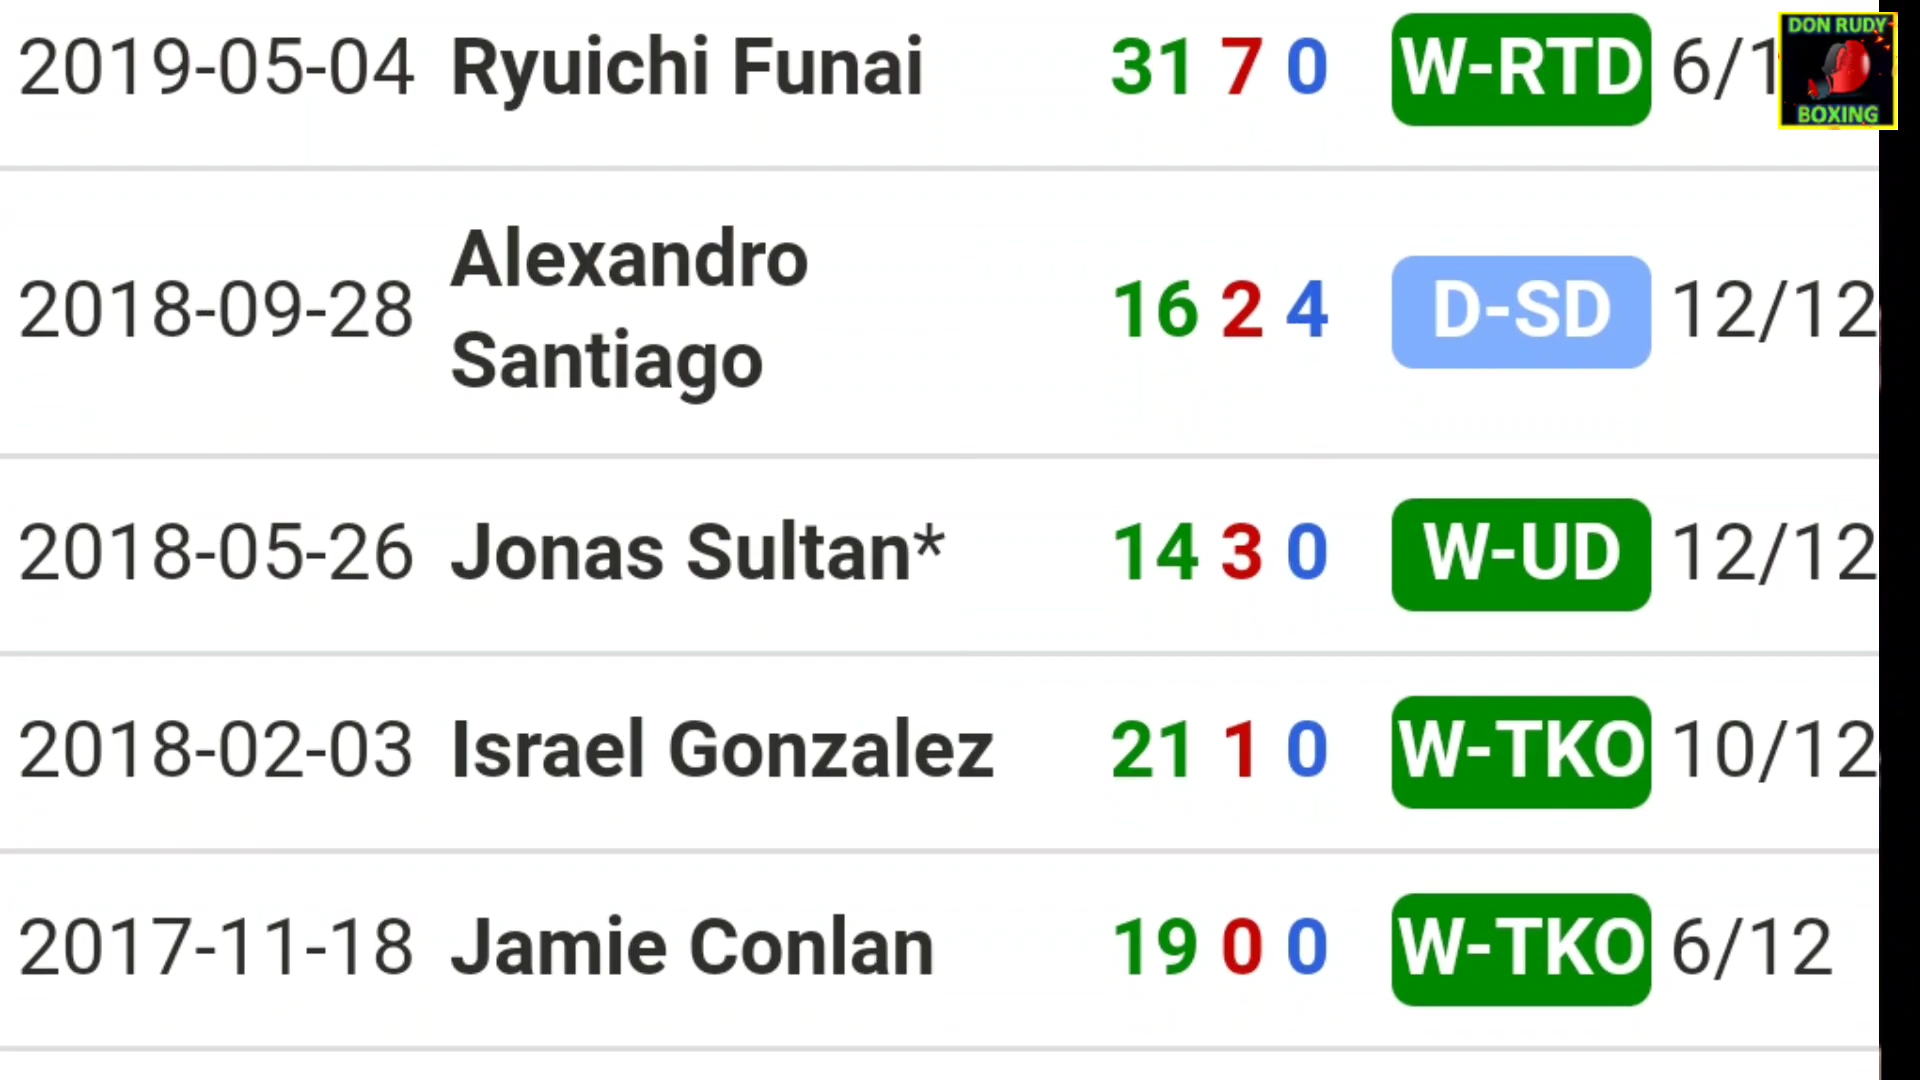 2019-05-04 Ryuichi Funai 31 7 0 W-RTD 6/1
DON RUDY
BOXING
2018-09-28 Alexandro Santiago 16 2 4 D-SD 12/12
2018-05-26 Jonas Sultan* 14 3 0 W-UD 12/12
2018-02-03 Israel Gonzalez 21 1 0 W-TKO 10/12
2017-11-18 Jamie Conlan 19 0 0 W-TKO 6/12